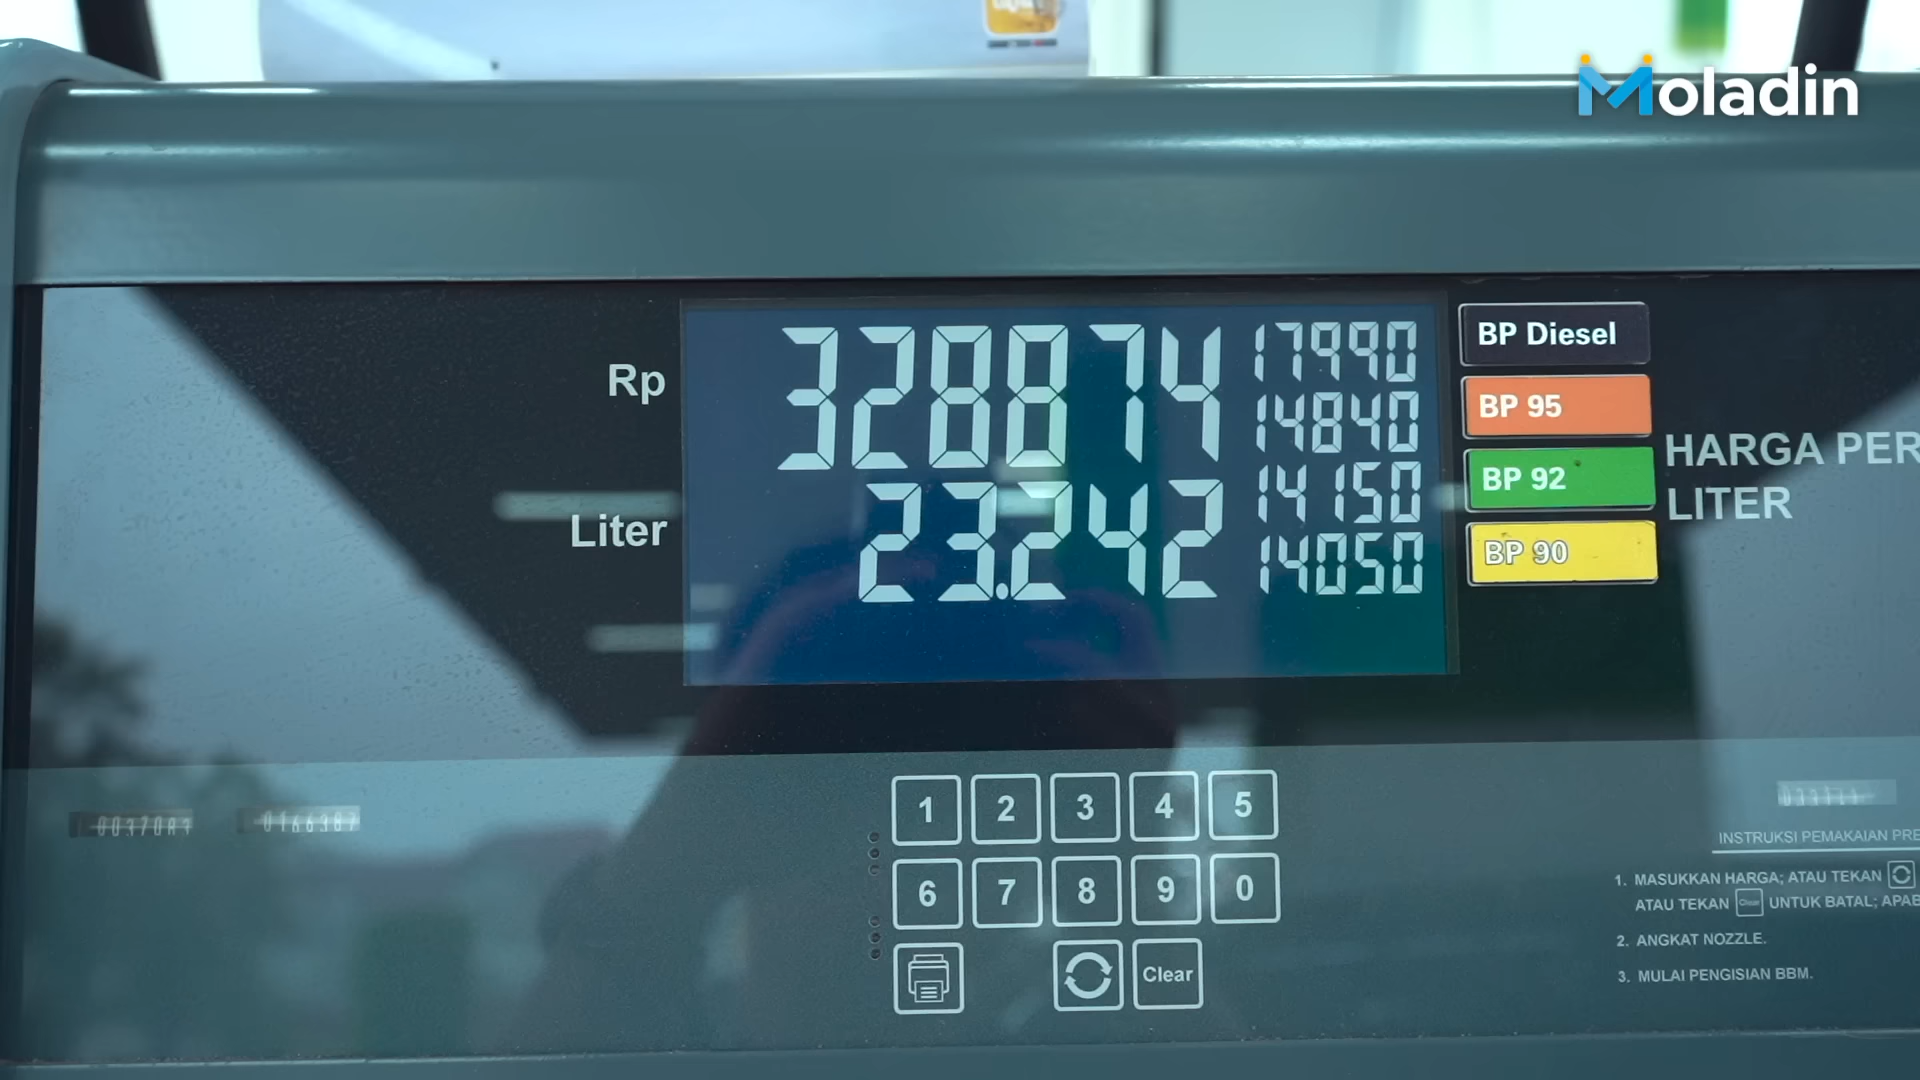 Moladin
Rp
328874
17990
BP Diesel
14840
BP 95
HARGA PER
LITER
Liter
23.242
14150
BP 92
14050
BP 90
1
2
3
4
5
6
7
8
9
0
Clear
INSTRUKSI PEMAKAIAN PRE
1. MASUKKAN HARGA; ATAU TEKAN
ATAU TEKAN Clear UNTUK BATAL; APAB
2. ANGKAT NOZZLE.
3. MULAI PENGISIAN BBM.